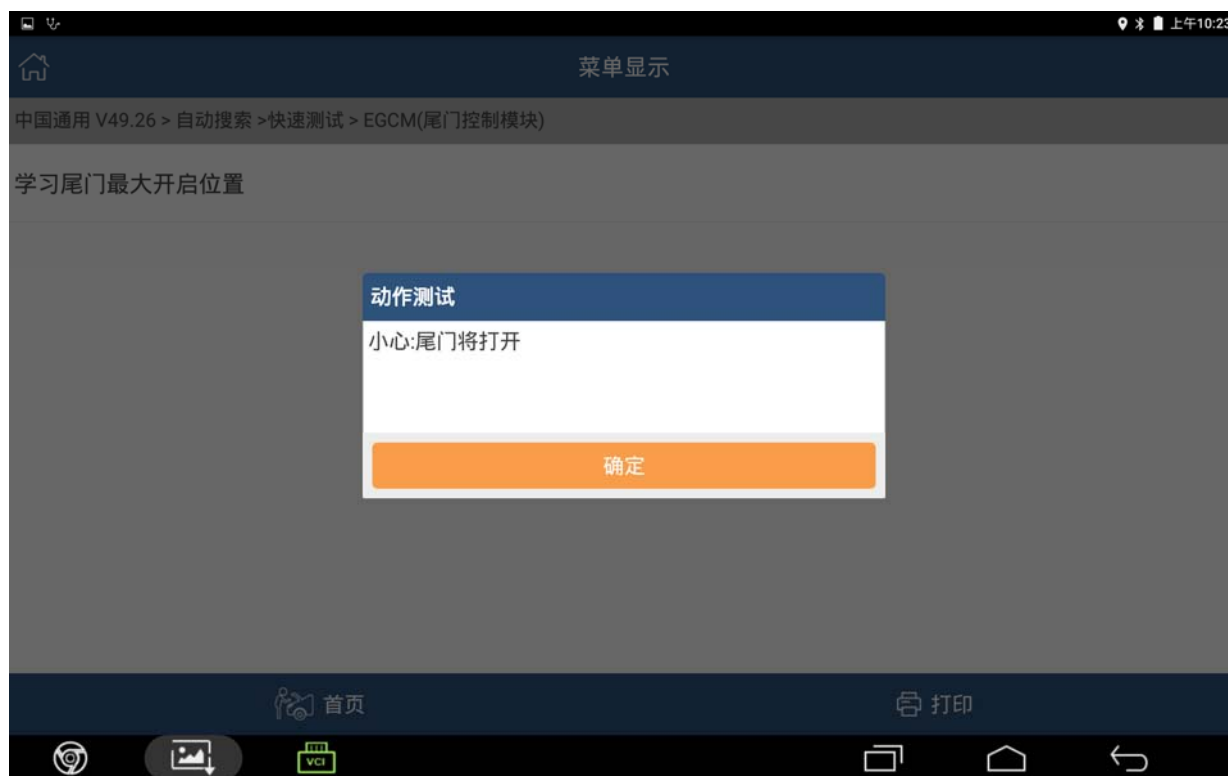 上午10:23
菜单显示
中国通用 V49.26 > 自动搜索 >快速测试 > EGCM(尾门控制模块)
学习尾门最大开启位置
动作测试
小心:尾门将打开
确定
首页
打印
VCI